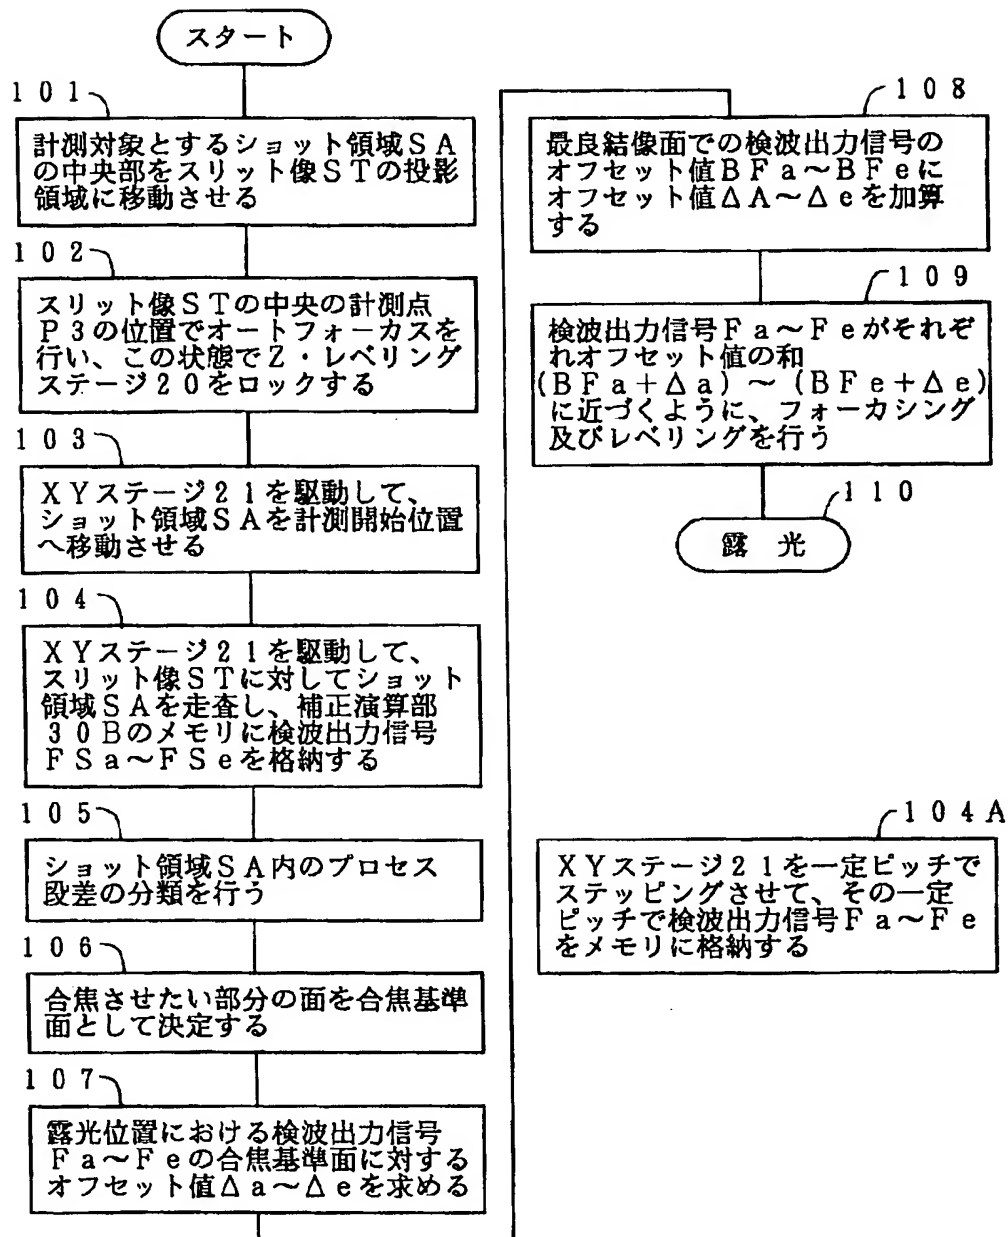 スタート
101
計測対象とするショット領域SA
の中央部をスリット像STの投影
領域に移動させる
102
スリット像STの中央の計測点
P3の位置でオートフォーカスを
行い、この状態でZ・レベリング
ステージ20をロックする
103
XYステージ21を駆動して、
ショット領域SAを計測開始位置
へ移動させる
104
XYステージ21を駆動して、
スリット像STに対してショット
領域SAを走査し、補正演算部
30Bのメモリに検波出力信号
FSa～FSeを格納する
105
ショット領域SA内のプロセス
段差の分類を行う
106
合焦させたい部分の面を合焦基準
面として決定する
107
露光位置における検波出力信号
Fa～Feの合焦基準面に対する
オフセット値Δa～Δeを求める
108
最良結像面での検波出力信号の
オフセット値BFa～BFeに
オフセット値ΔA～Δeを加算
する
109
検波出力信号Fa～Feがそれぞ
れオフセット値の和
(BFa+Δa)～(BFe+Δe)
に近づくように、フォーカシング
及びレベリングを行う
110
露 光
104A
XYステージ21を一定ピッチで
ステッピングさせて、その一定
ピッチで検波出力信号Fa～Fe
をメモリに格納する